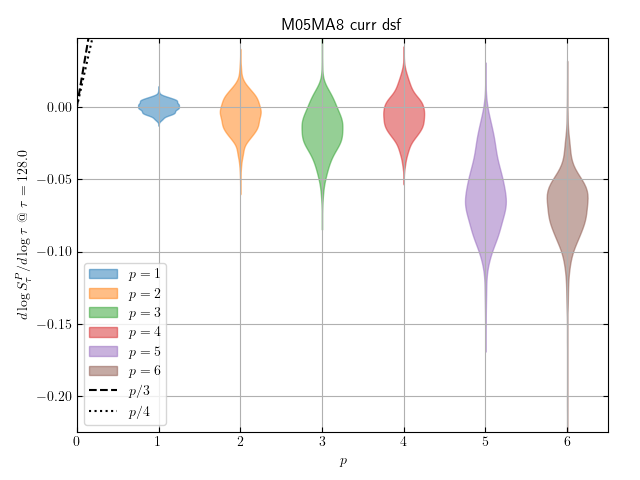 M05MA8 curr dsf
d log S_τ^P / d log τ @ τ = 128.0
0.00
−0.05
−0.10
−0.15
−0.20
p = 1
p = 2
p = 3
p = 4
p = 5
p = 6
p/3
p/4
0 1 2 3 4 5 6
p